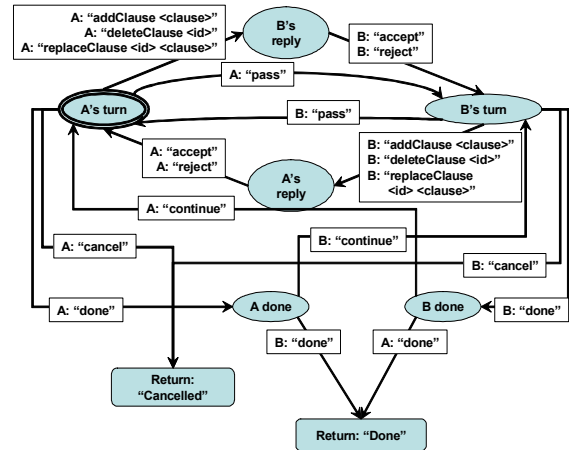 A: “addClause <clause>”
A: “deleteClause <id>”
A: “replaceClause <id> <clause>”
B’s
reply
B: “accept”
B: “reject”
A: “pass”
A’s turn
B’s turn
B: “pass”
A: “accept”
A: “reject”
A’s
reply
B: “addClause <clause>”
B: “deleteClause <id>”
B: “replaceClause
<id> <clause>”
A: “continue”
A: “cancel”
B: “continue”
B: “cancel”
A: “done”
A done
B done
B: “done”
B: “done”
A: “done”
Return:
“Cancelled”
Return: “Done”